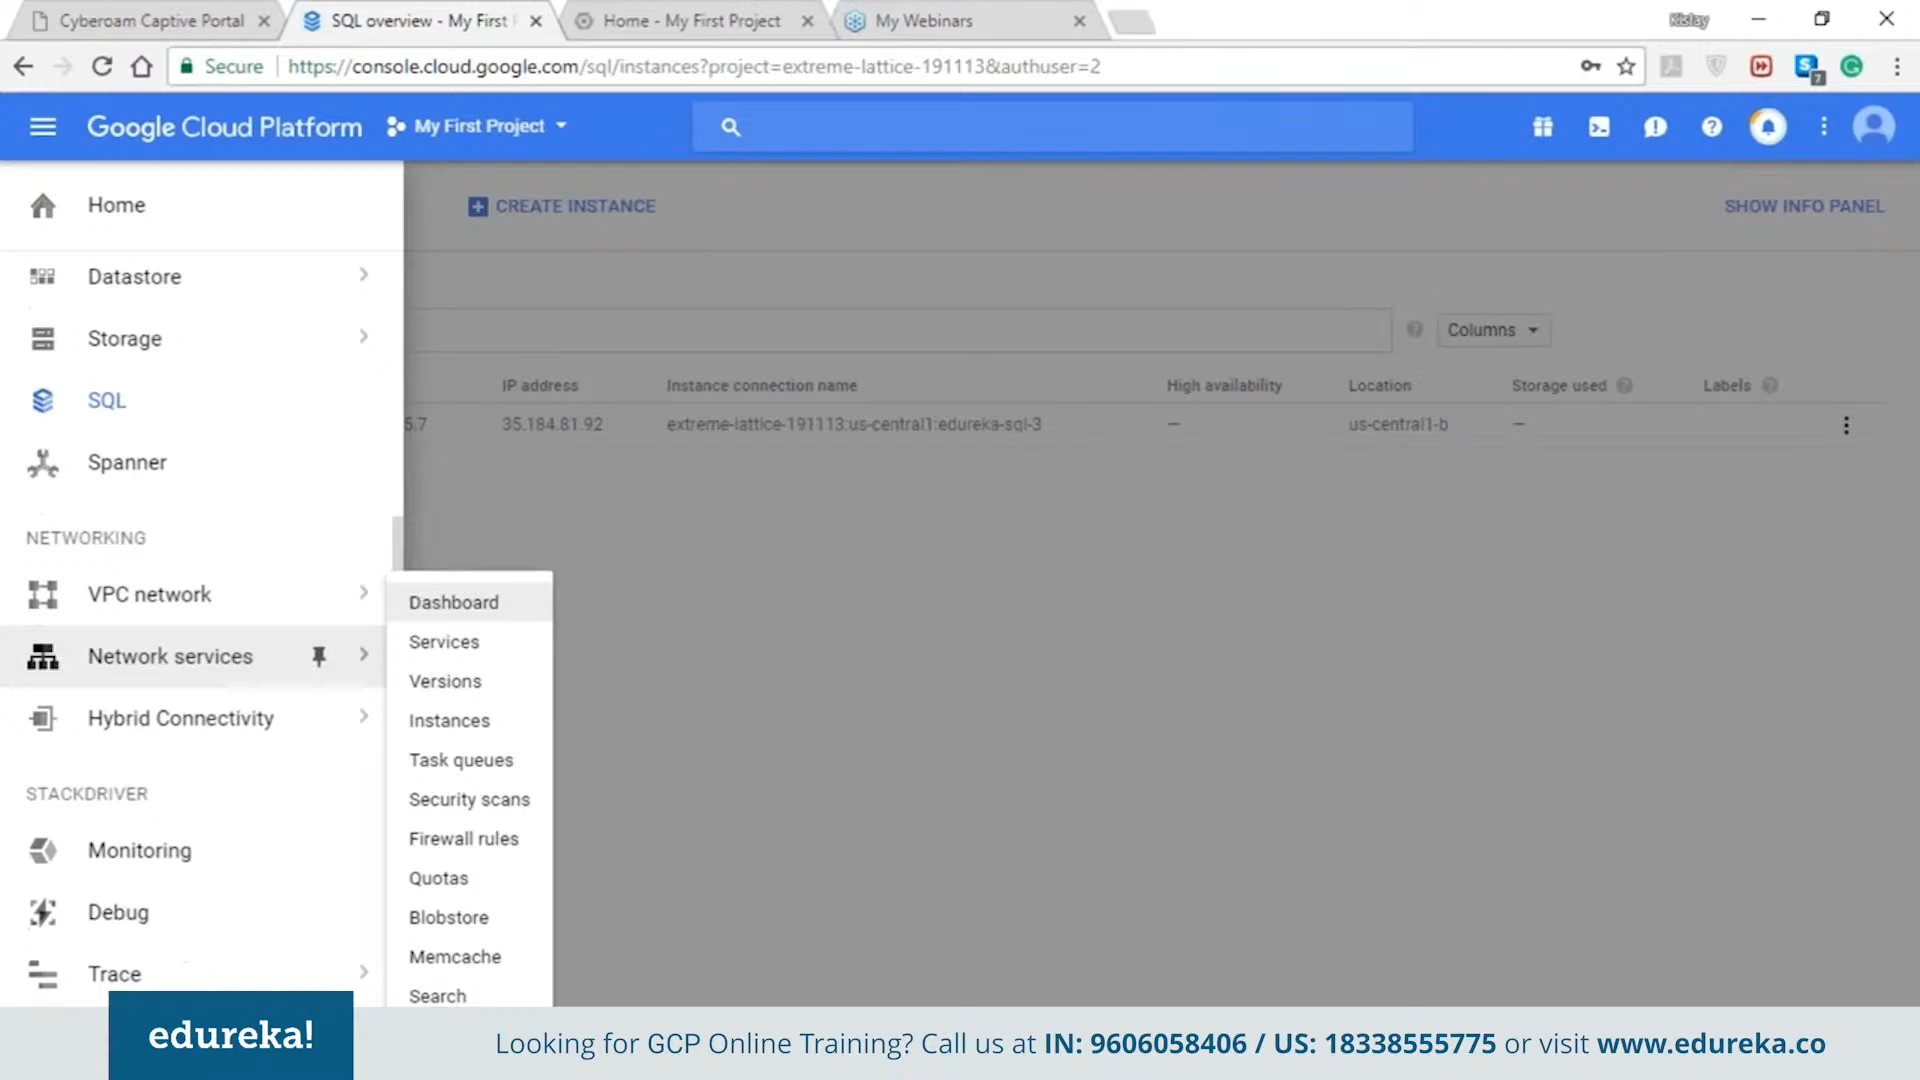 Cyberoam Captive Portal
SQL overview - My First
Home - My First Project
My Webinars
Kislay
Secure
https://console.cloud.google.com/sql/instances?project=extreme-lattice-191113&authuser=2
7
Google Cloud Platform
My First Project
Home
CREATE INSTANCE
SHOW INFO PANEL
Datastore
Storage
Columns
SQL
IP address
Instance connection name
High availability
Location
Storage used
Labels
5.7
35.184.81.92
extreme-lattice-191113:us-central1:edureka-sql-3
—
us-central1-b
—
Spanner
NETWORKING
VPC network
Network services
Hybrid Connectivity
STACKDRIVER
Monitoring
Debug
Trace
Dashboard
Services
Versions
Instances
Task queues
Security scans
Firewall rules
Quotas
Blobstore
Memcache
Search
edureka!
Looking for GCP Online Training? Call us at IN: 9606058406 / US: 18338555775 or visit www.edureka.co